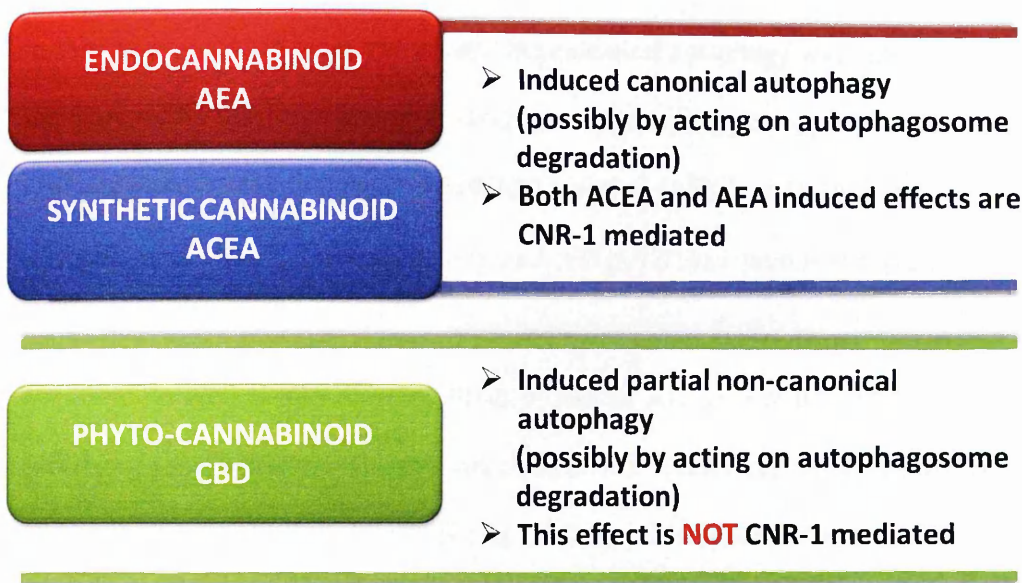 ENDOCANNABINOID
AEA
➢ Induced canonical autophagy
(possibly by acting on autophagosome
degradation)
SYNTHETIC CANNABINOID
ACEA
➢ Both ACEA and AEA induced effects are
CNR-1 mediated
PHYTO-CANNABINOID
CBD
➢ Induced partial non-canonical
autophagy
(possibly by acting on autophagosome
degradation)
➢ This effect is NOT CNR-1 mediated